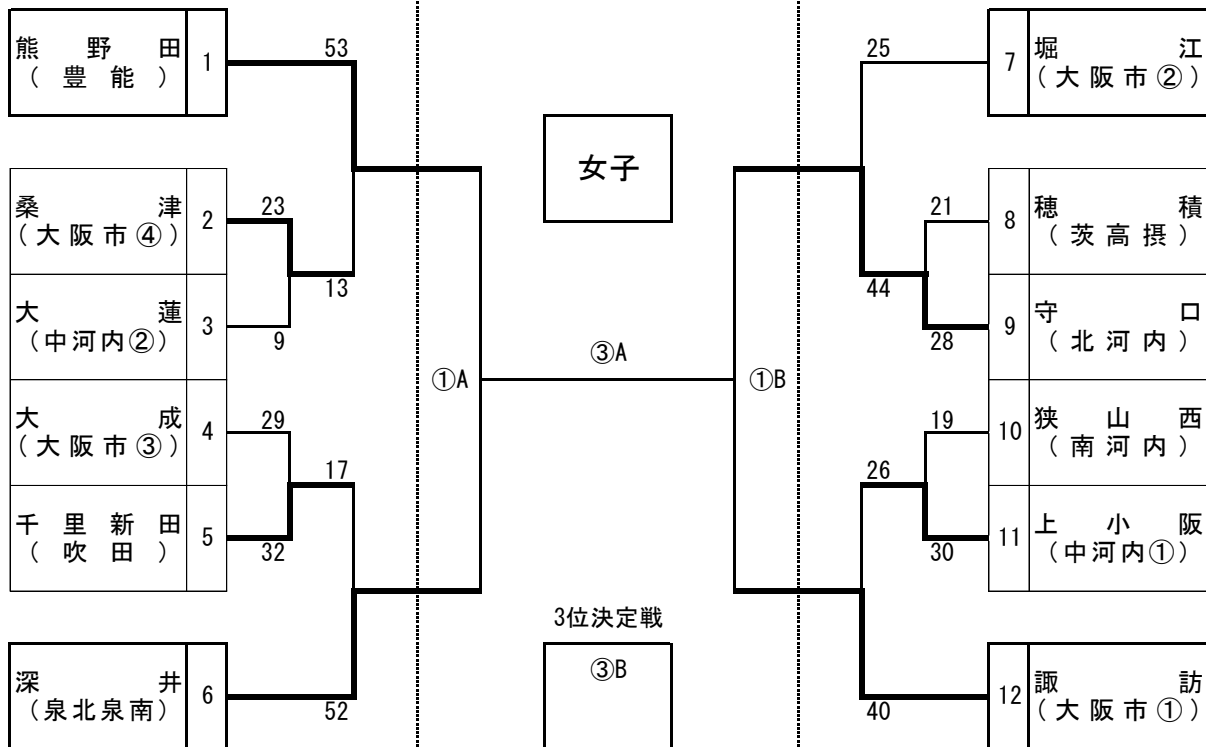 熊野田
(豊能)
1
53
桑津
(大阪市④)
2
23
13
大蓮
(中河内②)
3
9
大成
(大阪市③)
4
29
17
千里新田
(吹田)
5
32
深井
(泉北泉南)
6
52
①A
女子
③A
3位決定戦
③B
①B
25
7
堀江
(大阪市②)
21
8
穂積
(茨高摂)
44
28
9
守口
(北河内)
19
10
狭山西
(南河内)
26
30
11
上小阪
(中河内①)
40
12
諏訪
(大阪市①)